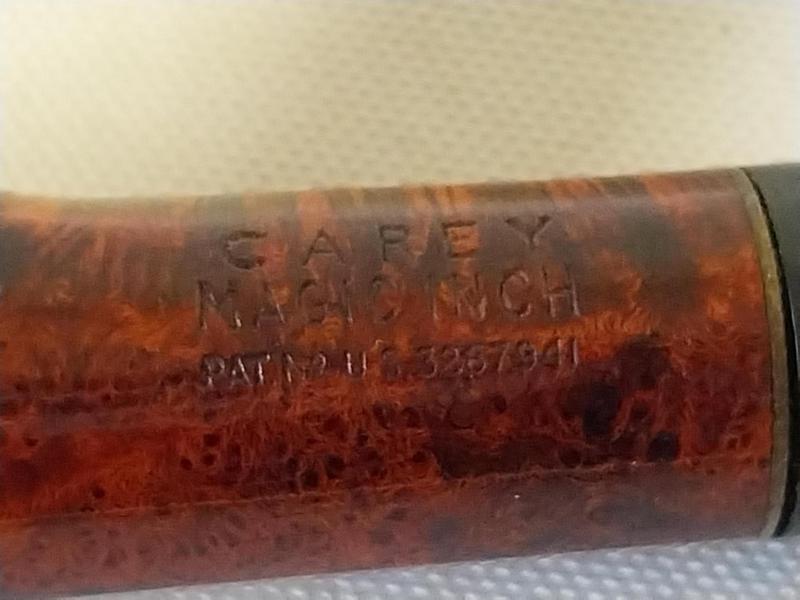 CAREY
MAGIC INCH
PAT No U.S. 3267941